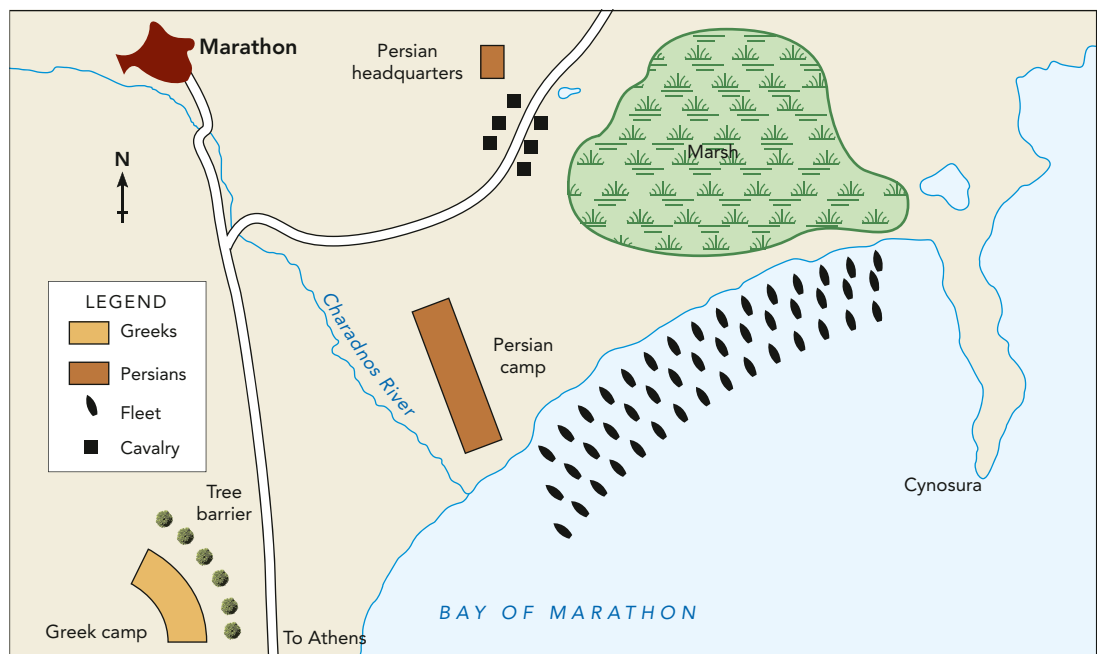 Marathon
Persian
headquarters
Marsh
N
LEGEND
Greeks
Persians
Fleet
Cavalry
Charadnos River
Persian
camp
Tree
barrier
Cynosura
Greek camp
To Athens
BAY OF MARATHON